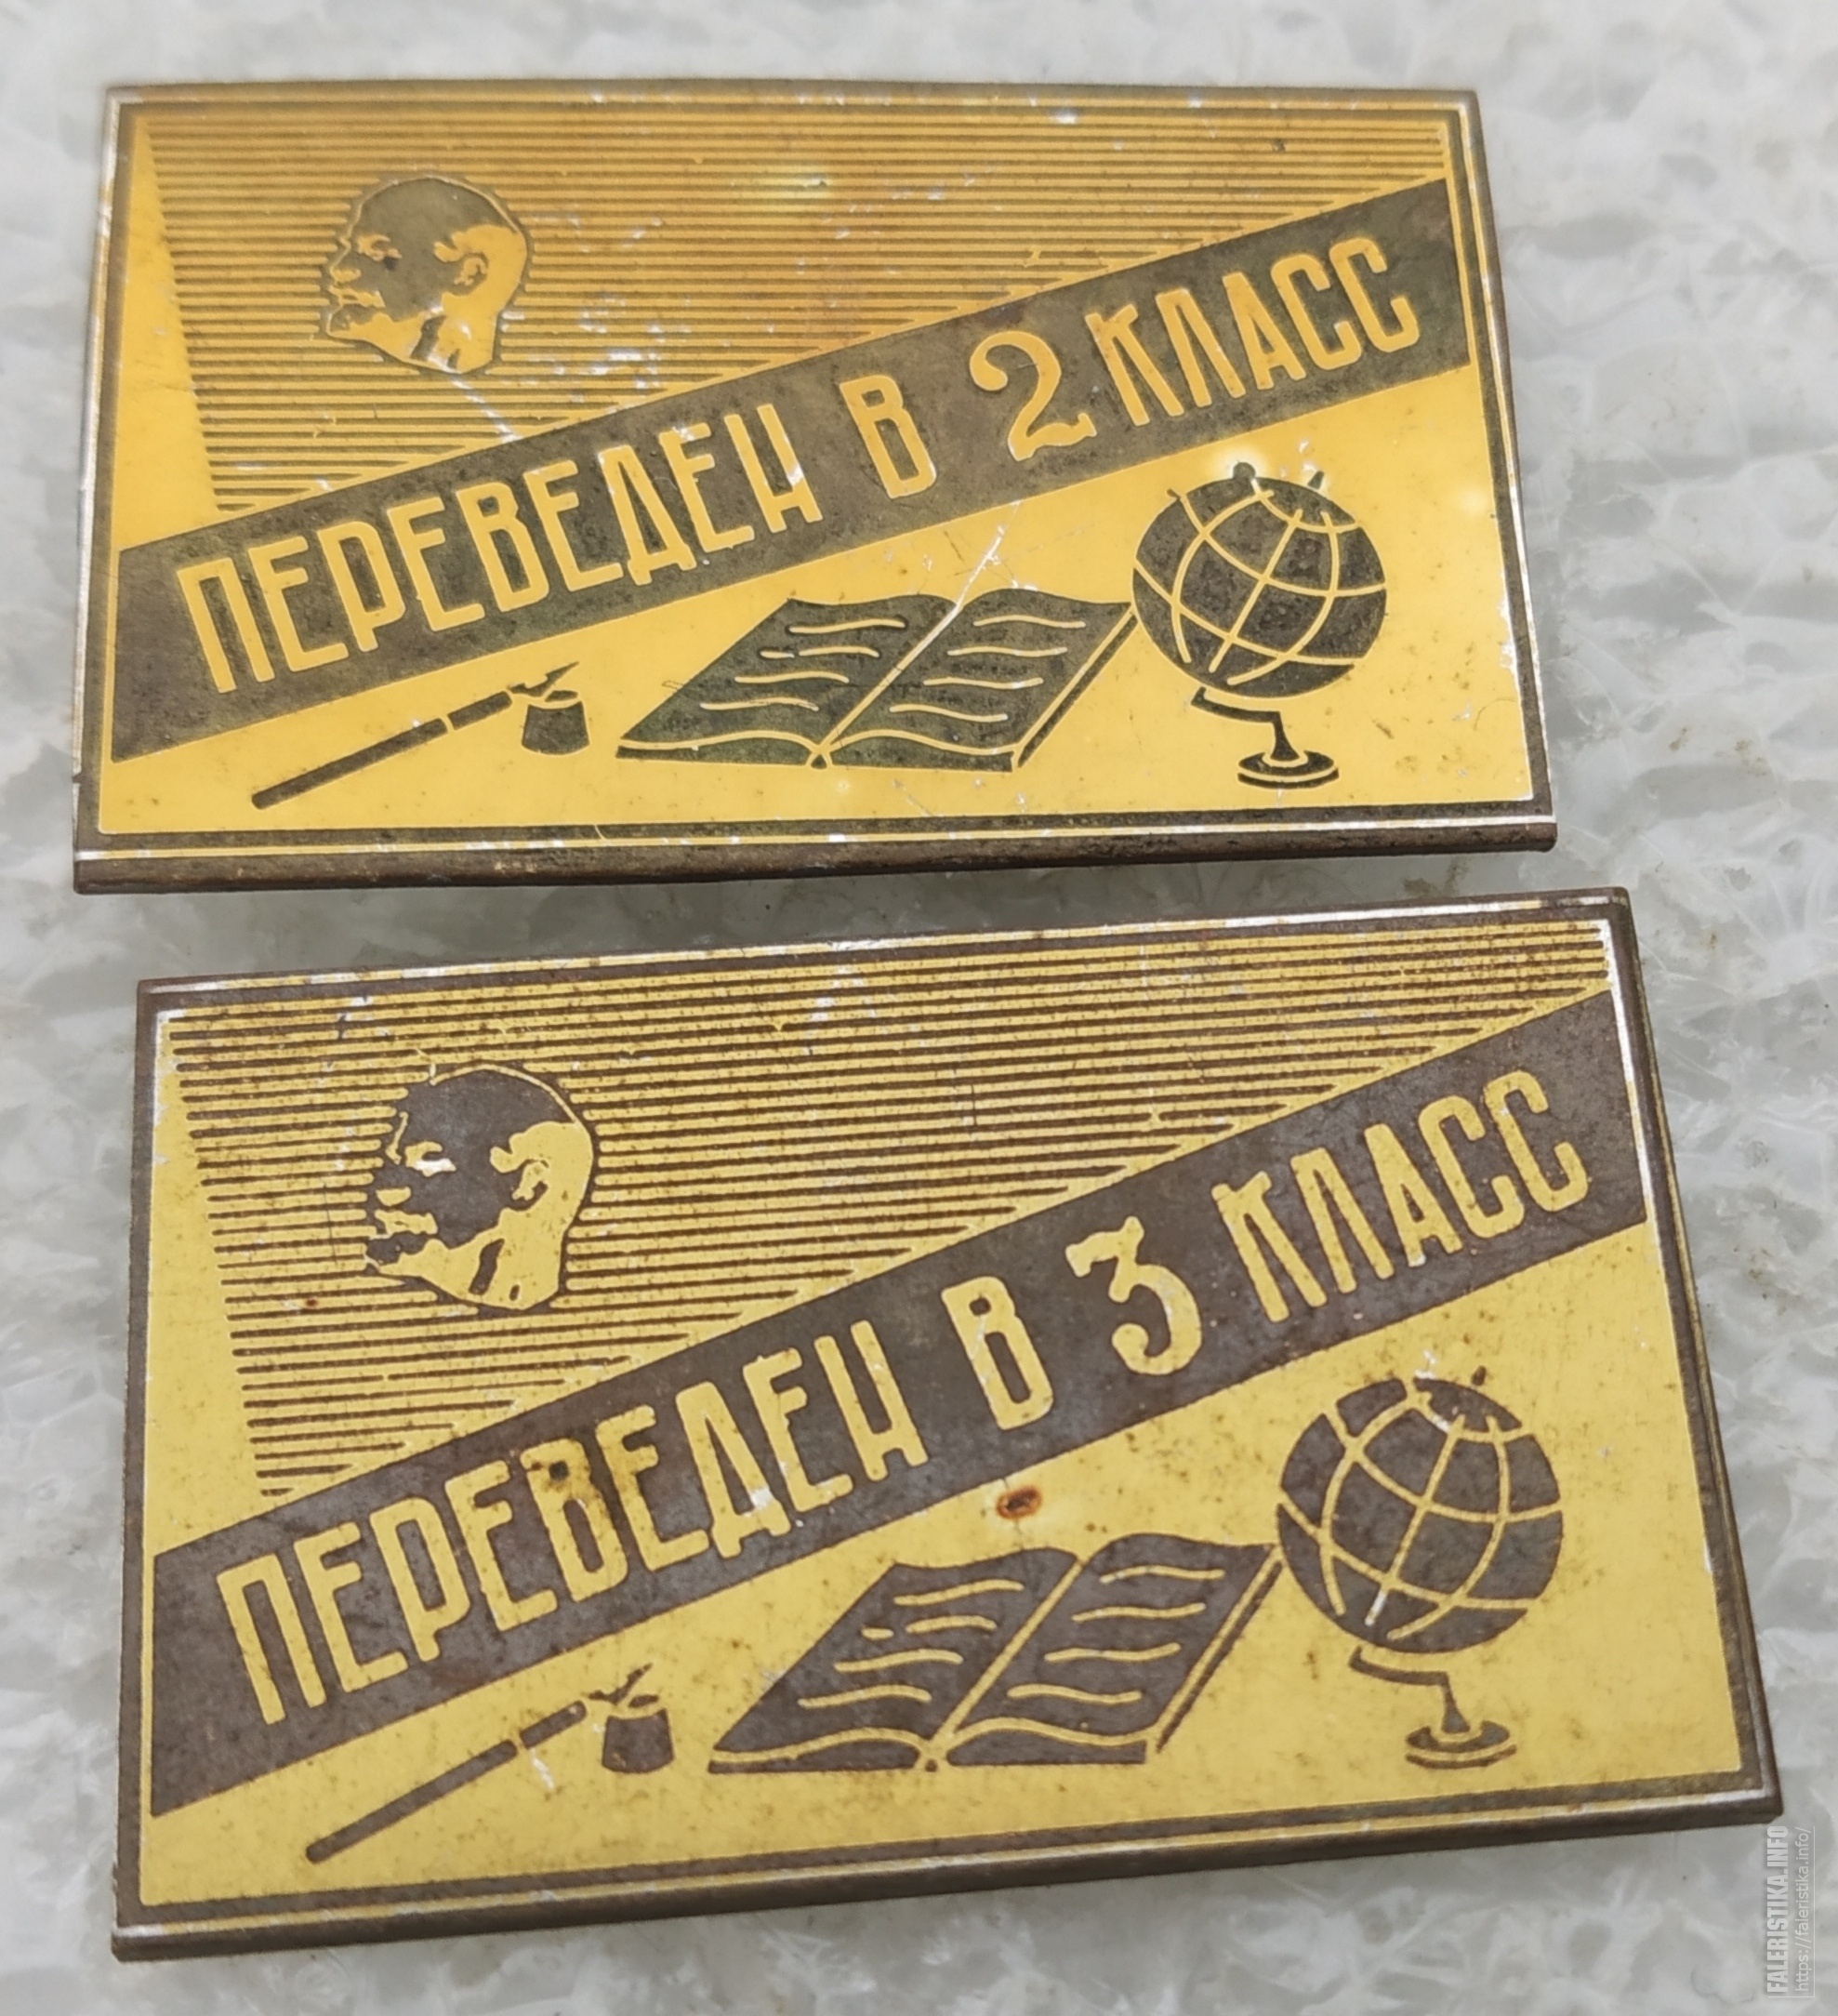 ПЕРЕВЕДЕН В 2 КЛАСС
ПЕРЕВЕДЕН В 3 КЛАСС
FALERISTIKA.INFO
https://faleristika.info/